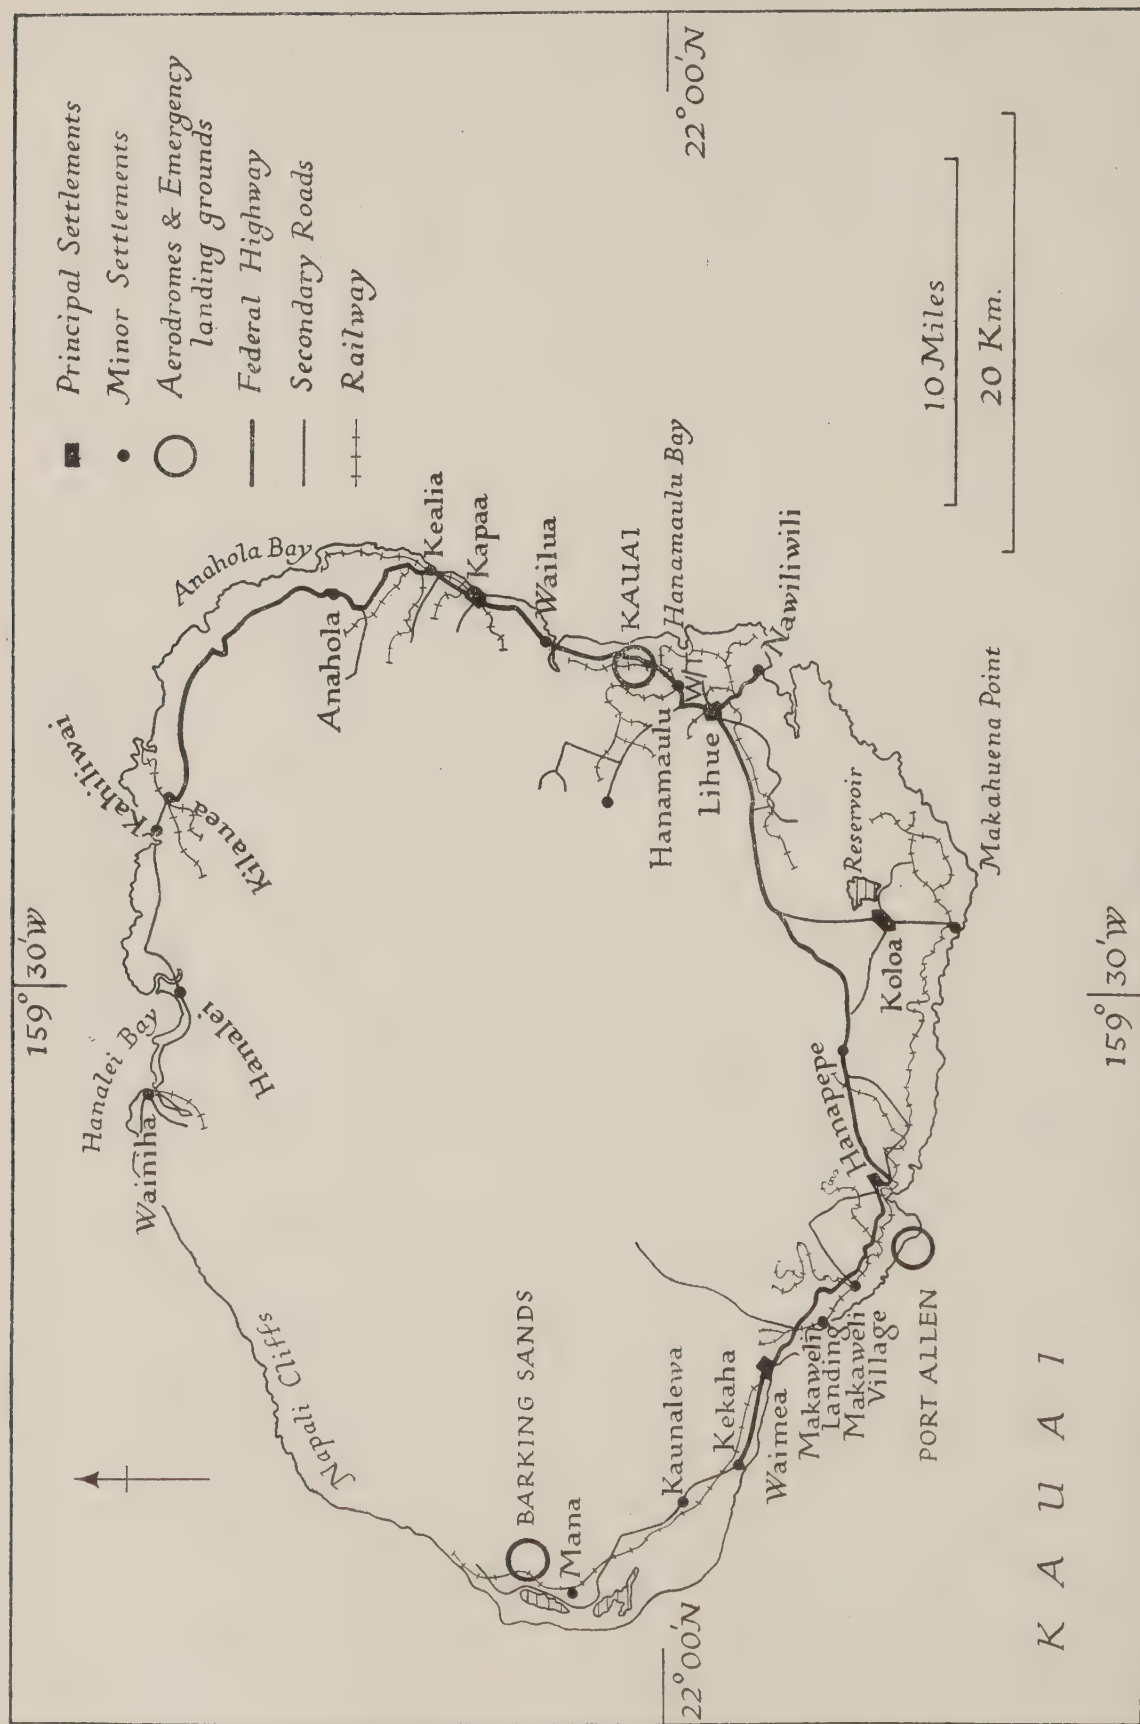 159° 30'W
22° 00'N
Principal Settlements
Minor Settlements
Aerodromes & Emergency
landing grounds
Federal Highway
Secondary Roads
Railway
Hanalei Bay
Wainiha
Hanalei
Kahiliwai
Kilauea
Anahola Bay
Anahola
Kealia
Kapaa
Wailua
KAUAI
Hanamaulu Bay
Hanamaulu
W/T
Lihue
Nawiliwili
Reservoir
Koloa
Makahuena Point
Hanapepe
Napali Cliffs
BARKING SANDS
Mana
Kaunalewa
Kekaha
Waimea
Makaweli
Landing
Makaweli
Village
PORT ALLEN
10 Miles
20 Km.
22° 00'N
KAUAI
159° 30'W